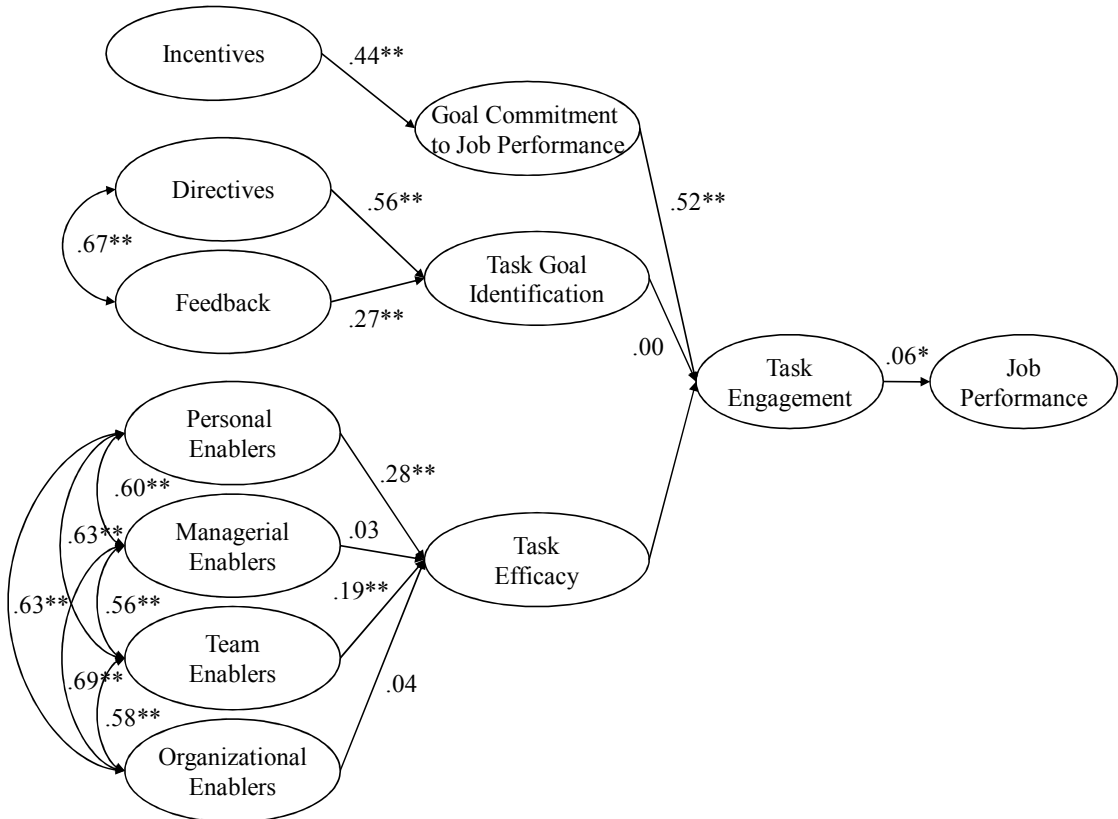 Incentives
.44**
Goal Commitment
to Job Performance
Directives
.56**
.52**
.67**
Task Goal
Identification
Feedback
.27**
.00
Task
Engagement
.06*
Job
Performance
Personal
Enablers
.28**
.60**
Managerial
Enablers
.03
.63**
Task
Efficacy
.19**
.63**
.56**
Team
Enablers
.69**
.04
.58**
Organizational
Enablers